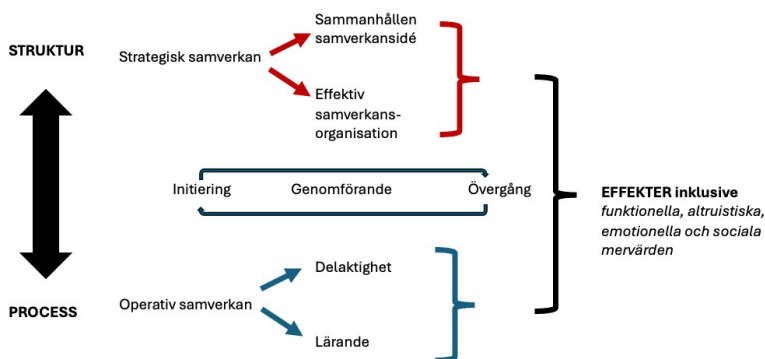 STRUKTUR
Strategisk samverkan
Sammanhållen
samverkansidé
Effektiv
samverkans-
organisation
Initiering
Genomförande
Övergång
EFFEKTER inklusive
funktionella, altruistiska,
emotionella och sociala
mervärden
PROCESS
Operativ samverkan
Delaktighet
Lärande